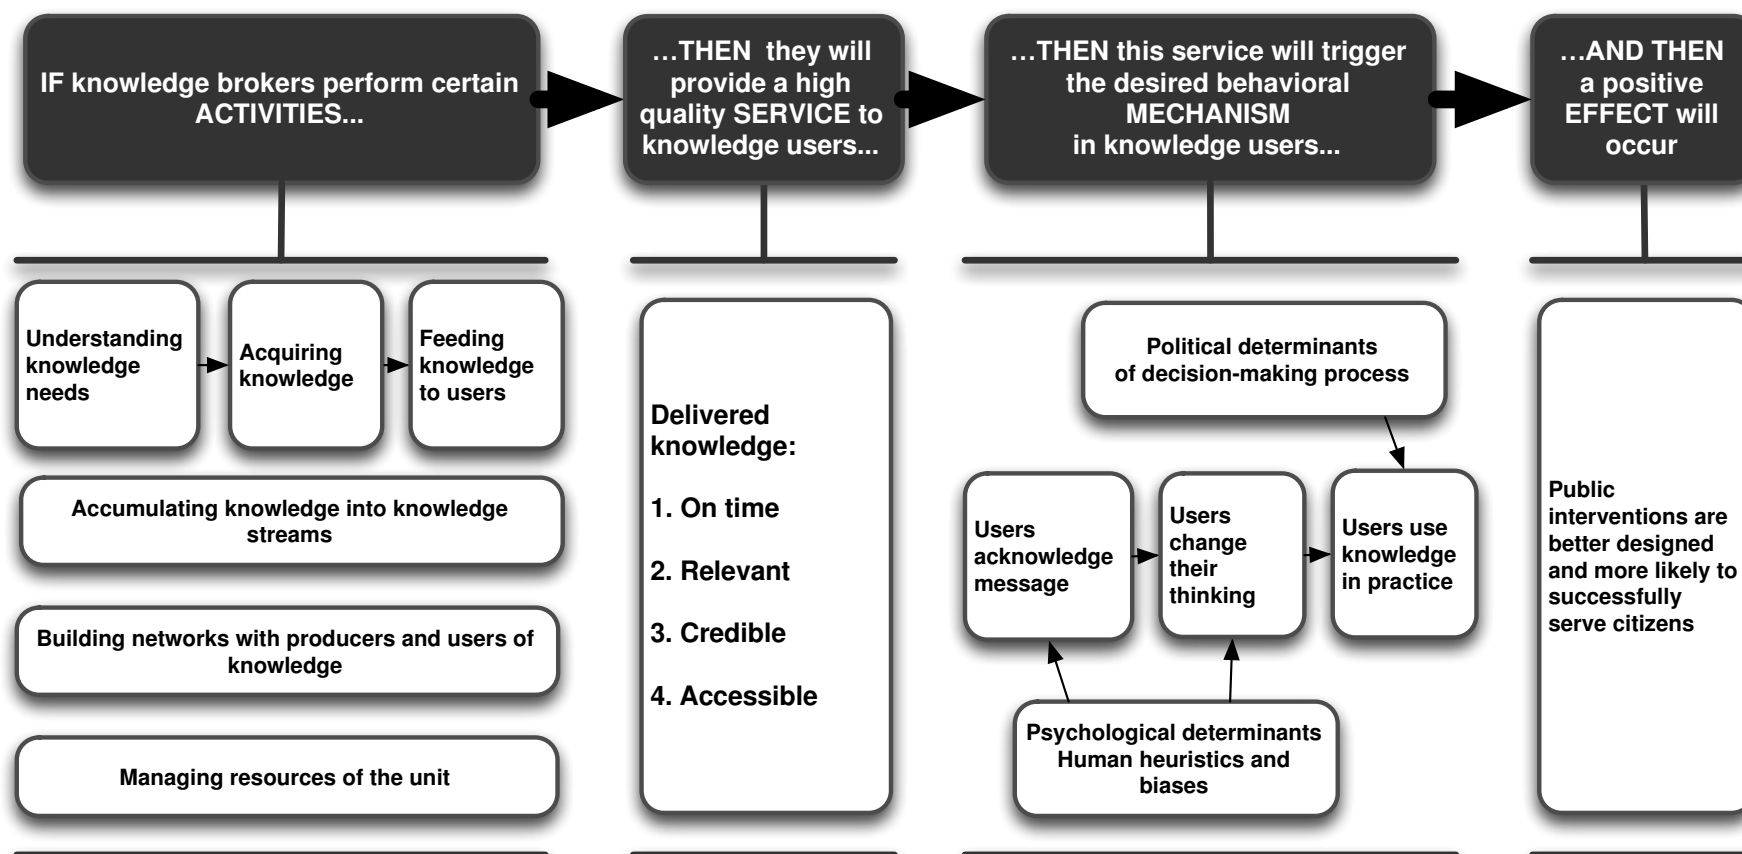 IF knowledge brokers perform certain
ACTIVITIES...
...THEN  they will
provide a high
quality SERVICE to
knowledge users...
...THEN this service will trigger
the desired behavioral
MECHANISM
in knowledge users...
...AND THEN
a positive
EFFECT will
occur
Understanding
knowledge
needs
Acquiring
knowledge
Feeding
knowledge
to users
Accumulating knowledge into knowledge
streams
Building networks with producers and users of
knowledge
Managing resources of the unit
Delivered
knowledge:
1. On time
2. Relevant
3. Credible
4. Accessible
Political determinants
of decision-making process
Users
acknowledge
message
Users
change
their
thinking
Users use
knowledge
in practice
Psychological determinants
Human heuristics and
biases
Public
interventions are
better designed
and more likely to
successfully
serve citizens